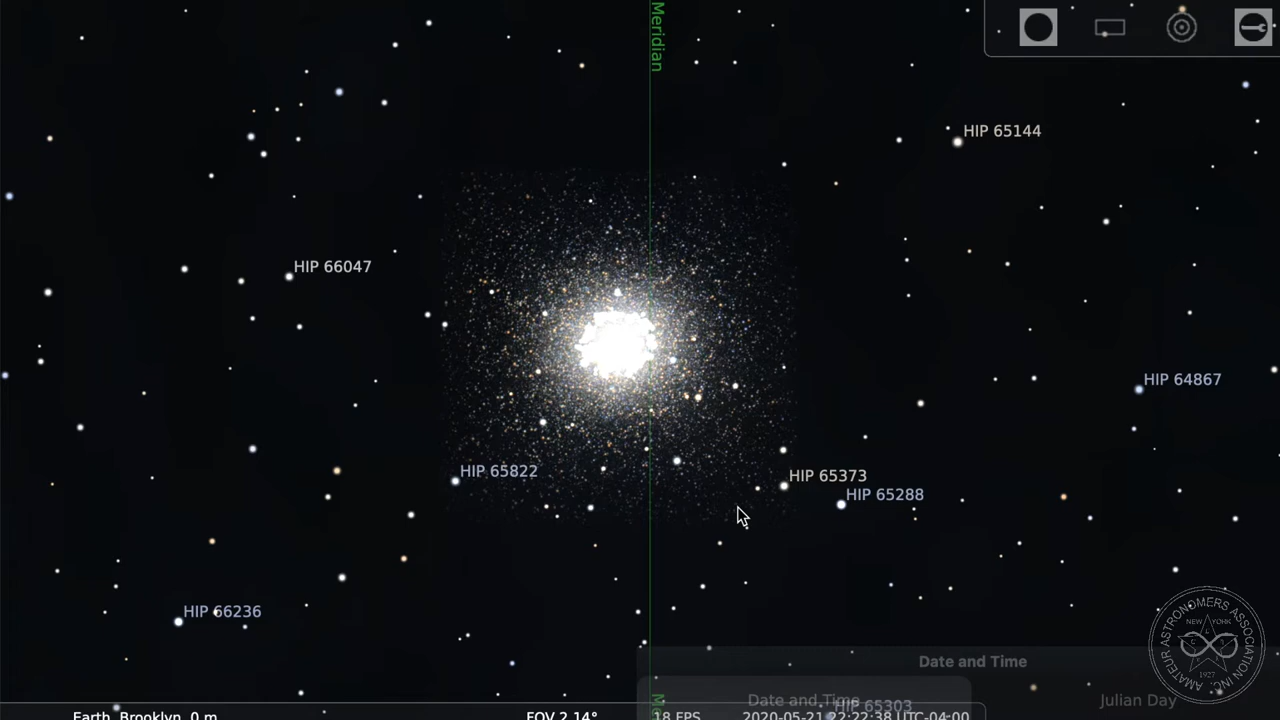 Meridian
HIP 65144
HIP 66047
HIP 64867
HIP 65822
HIP 65373
HIP 65288
HIP 66236
AMATEUR ASTRONOMERS ASSOCIATION INC.
NEW YORK
1927
Date and Time
Date and Time
Julian Day
HIP 65303
Earth, Brooklyn, 0 m
FOV 2.14°
18 FPS
2020-05-21 22:22:38 UTC-04:00